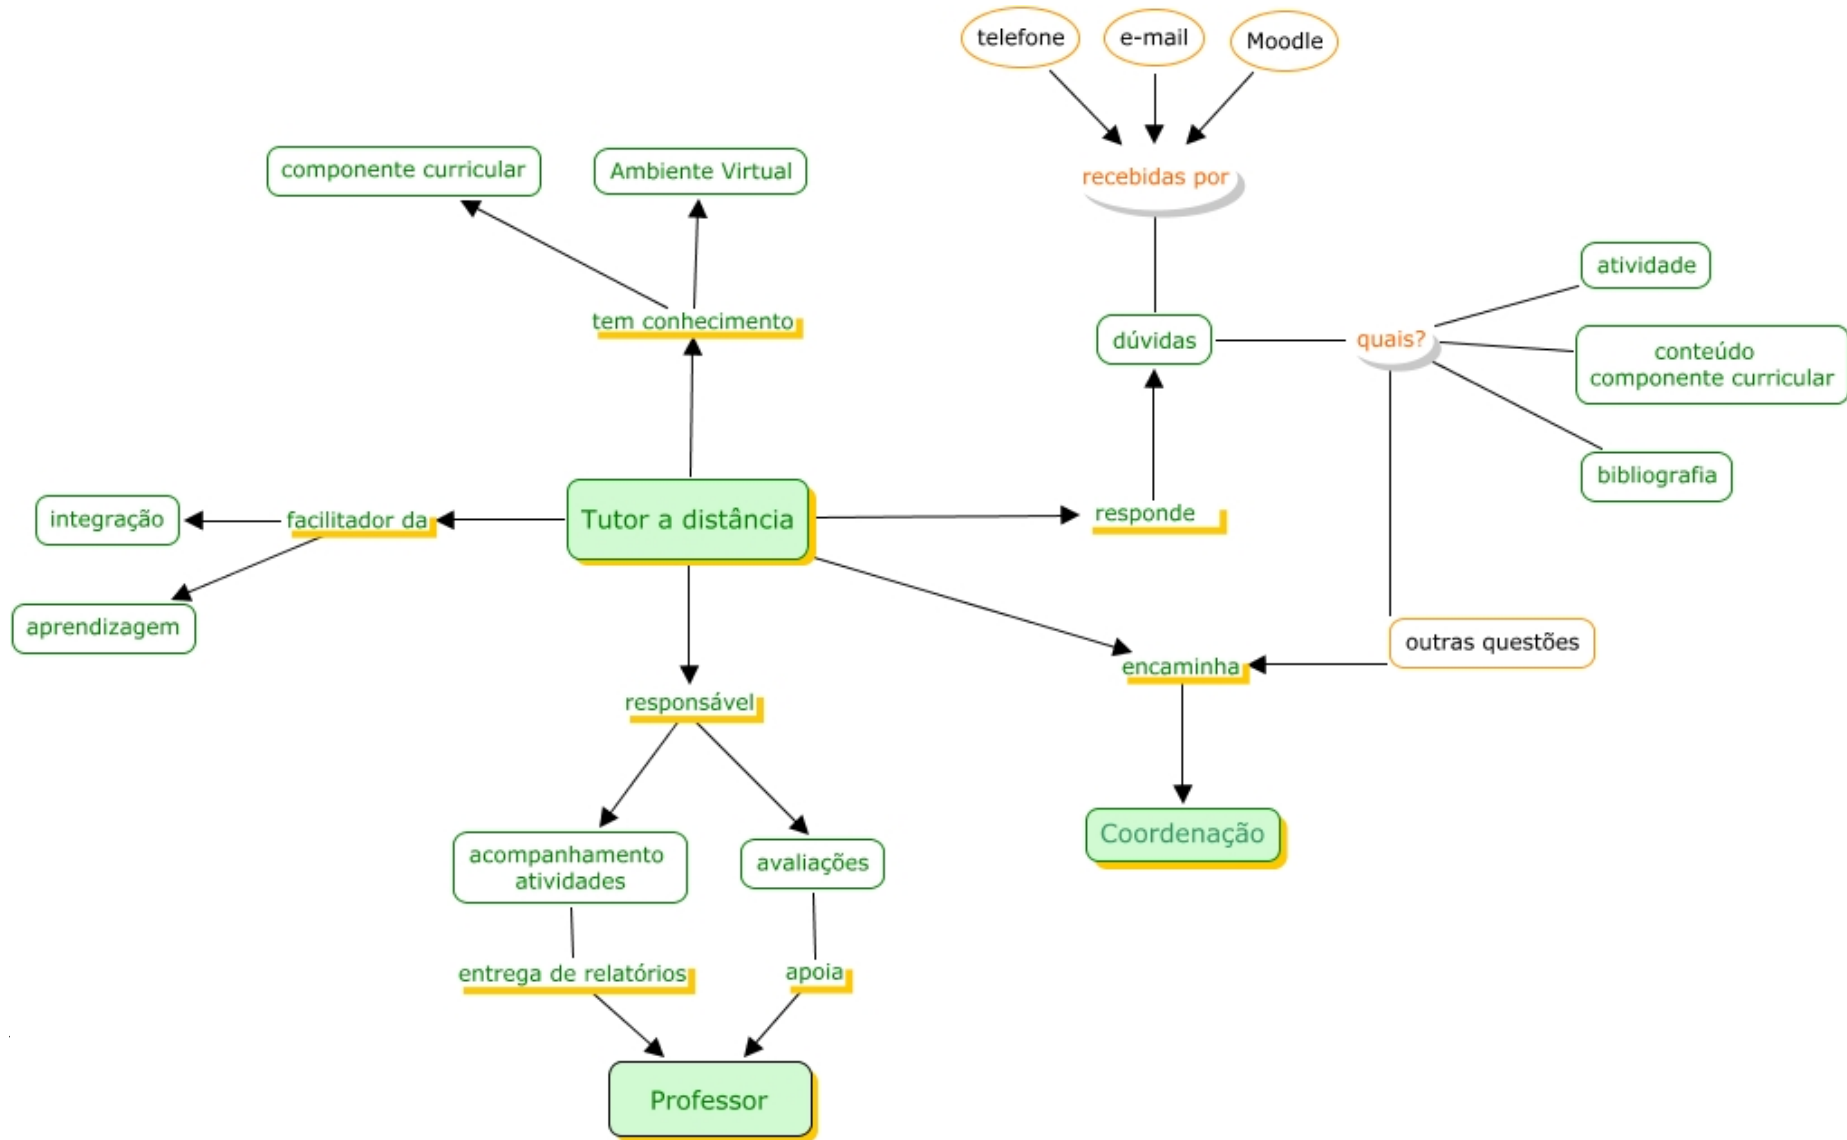 telefone
e-mail
Moodle
componente curricular
Ambiente Virtual
recebidas por
atividade
tem conhecimento
dúvidas
quais?
conteúdo
componente curricular
bibliografia
integração
facilitador da
Tutor a distância
responde
aprendizagem
outras questões
encaminha
responsável
Coordenação
acompanhamento
atividades
avaliações
entrega de relatórios
apoia
Professor